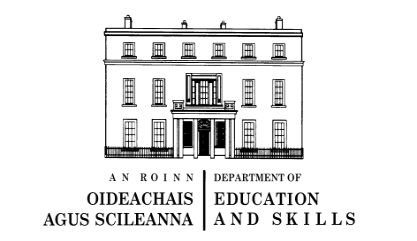 AN ROINN
OIDEACHAIS
AGUS SCILEANNA
DEPARTMENT OF
EDUCATION
AND SKILLS